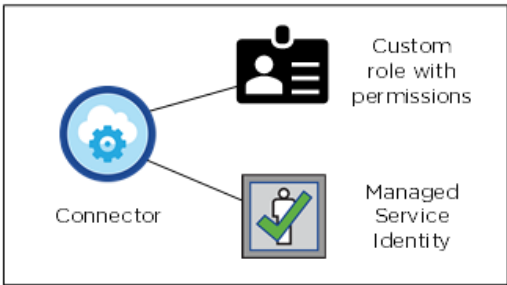 Custom
role with
permissions
Connector
Managed
Service
Identity